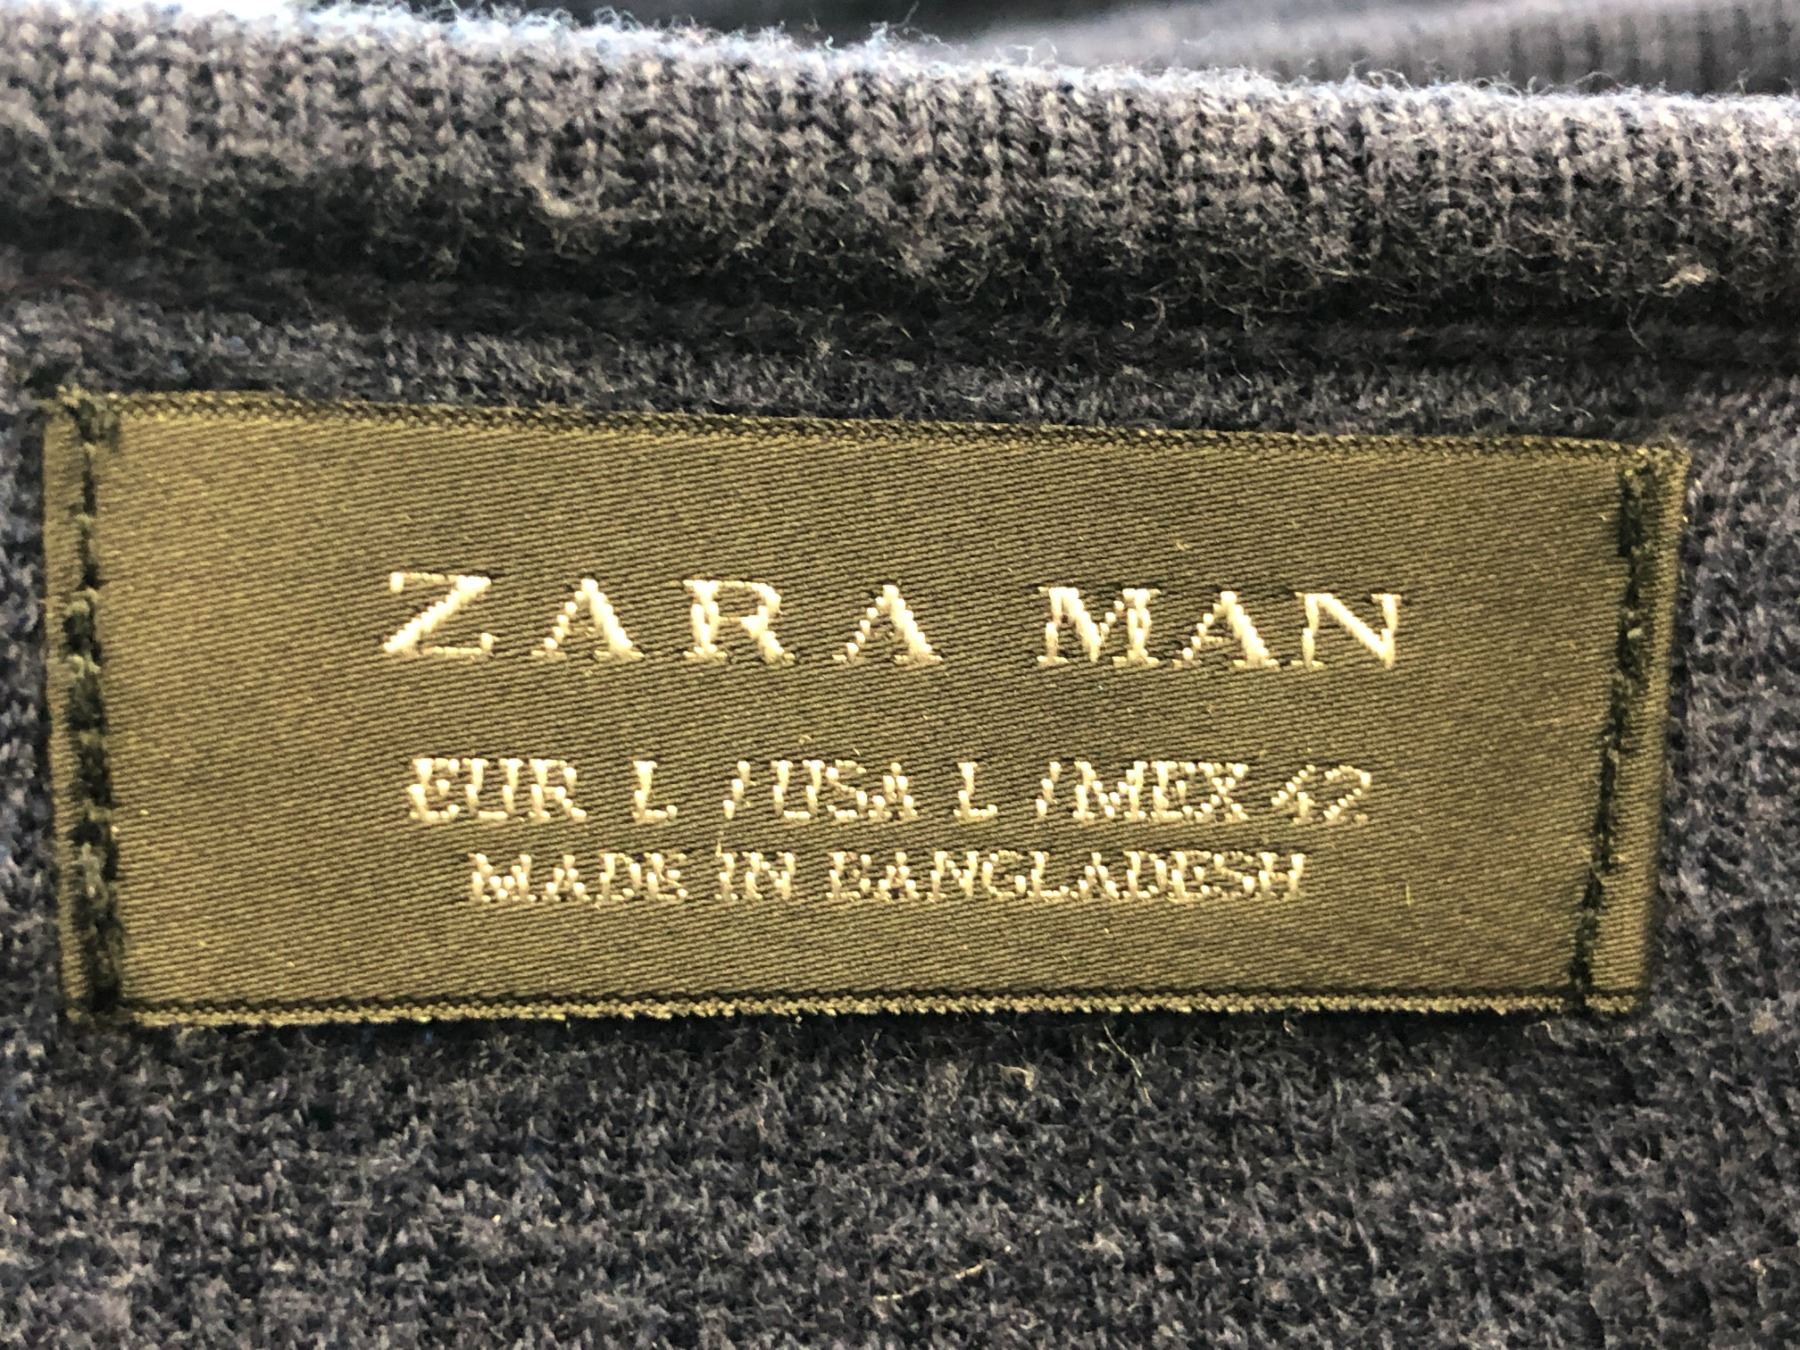 ZARA MAN
EUR L /USA L /MEX 42
MADE IN BANGLADESH